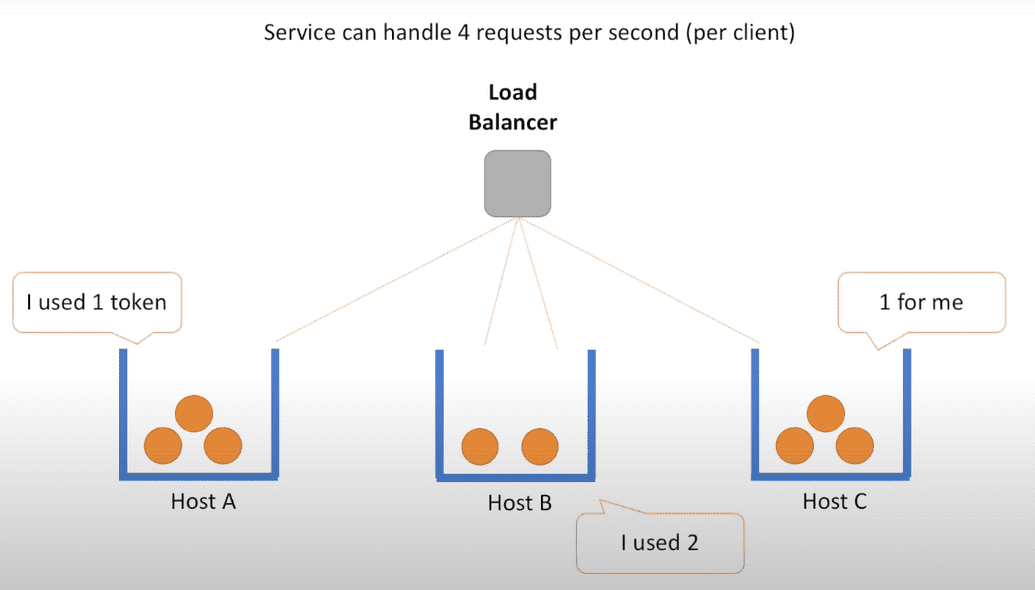 Service can handle 4 requests per second (per client)
Load
Balancer
I used 1 token
1 for me
Host A
Host B
Host C
I used 2